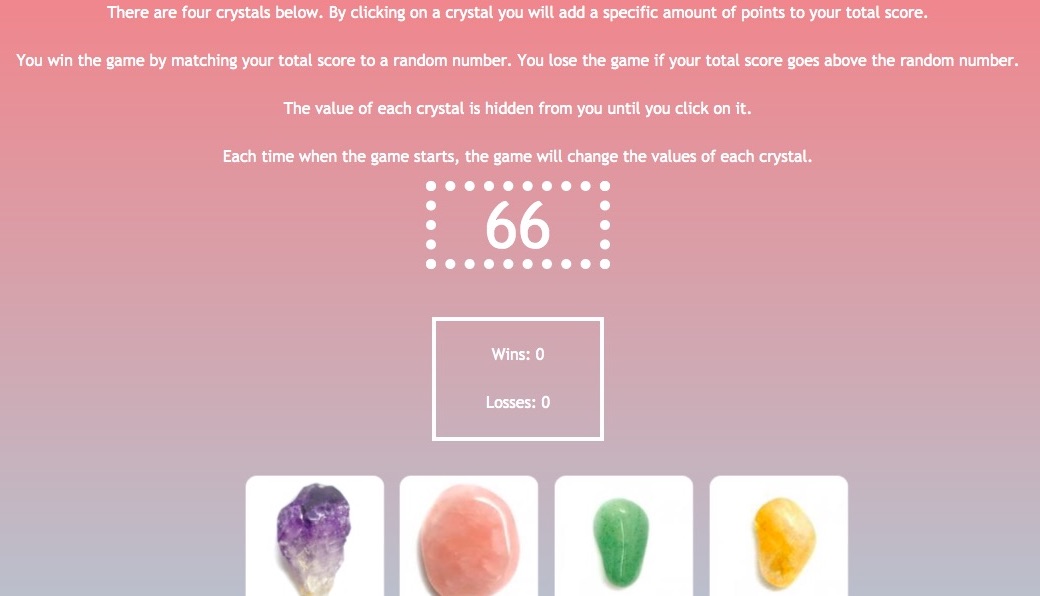 There are four crystals below. By clicking on a crystal you will add a specific amount of points to your total score.
You win the game by matching your total score to a random number. You lose the game if your total score goes above the random number.
The value of each crystal is hidden from you until you click on it.
Each time when the game starts, the game will change the values of each crystal.
66
Wins: 0
Losses: 0